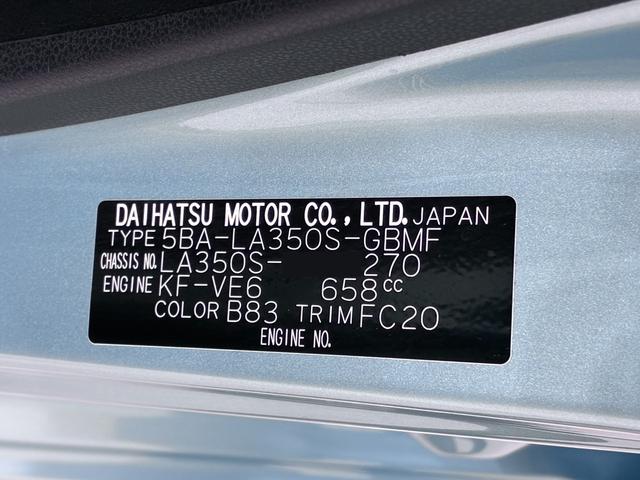 DAIHATSU MOTOR CO., LTD. JAPAN
TYPE 5BA-LA350S-GBMF
CHASSIS NO. LA350S- 270
ENGINE KF-VE6 658cc
COLOR B83 TRIM FC20
ENGINE NO.